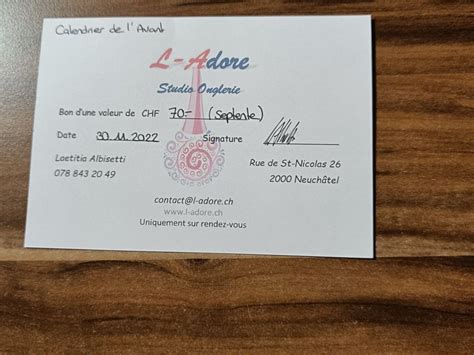 Calendrier de l'Avent
L-Adore
Studio Onglerie
Bon d'une valeur de CHF 70.- (Septante)
Date 30.11.2022 Signature
Laetitia Albisetti
078 843 20 49
Rue de St-Nicolas 26
2000 Neuchâtel
contact@l-adore.ch
www.l-adore.ch
Uniquement sur rendez-vous